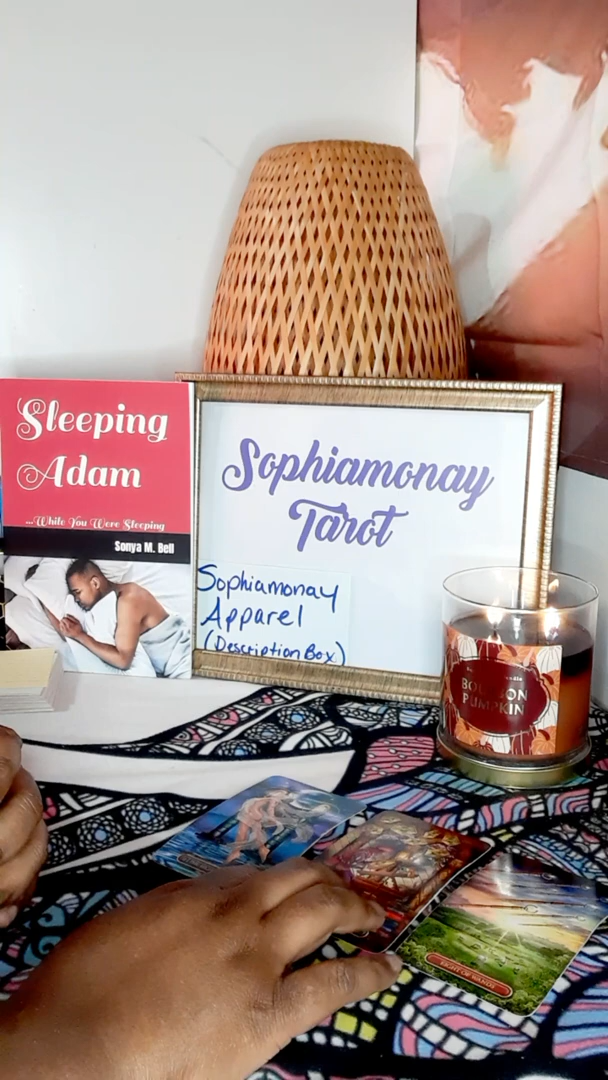 Sleeping
Adam
...While You Were Sleeping
Sonya M. Bell
Sophiamonay
Tarot
Sophiamonay
Apparel
(Description Box)
BOURBON
PUMPKIN
EIGHT OF WANDS